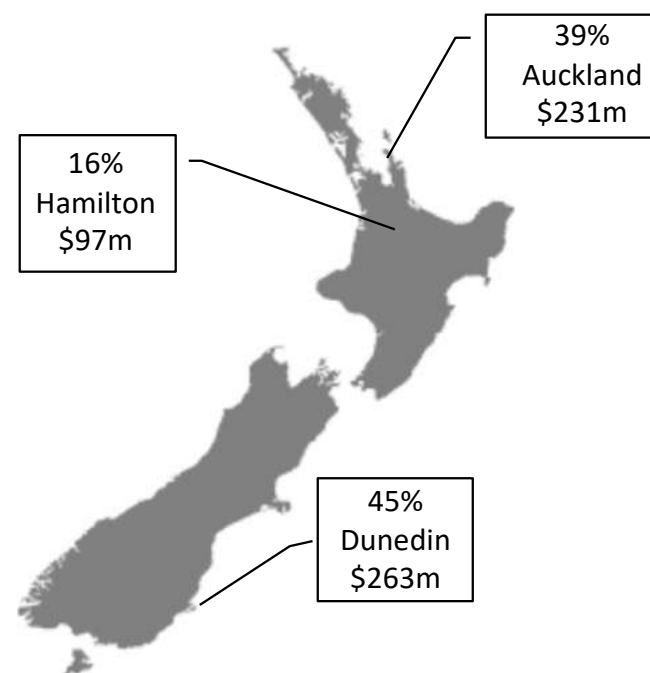 39%
Auckland
$231m
16%
Hamilton
$97m
45%
Dunedin
$263m